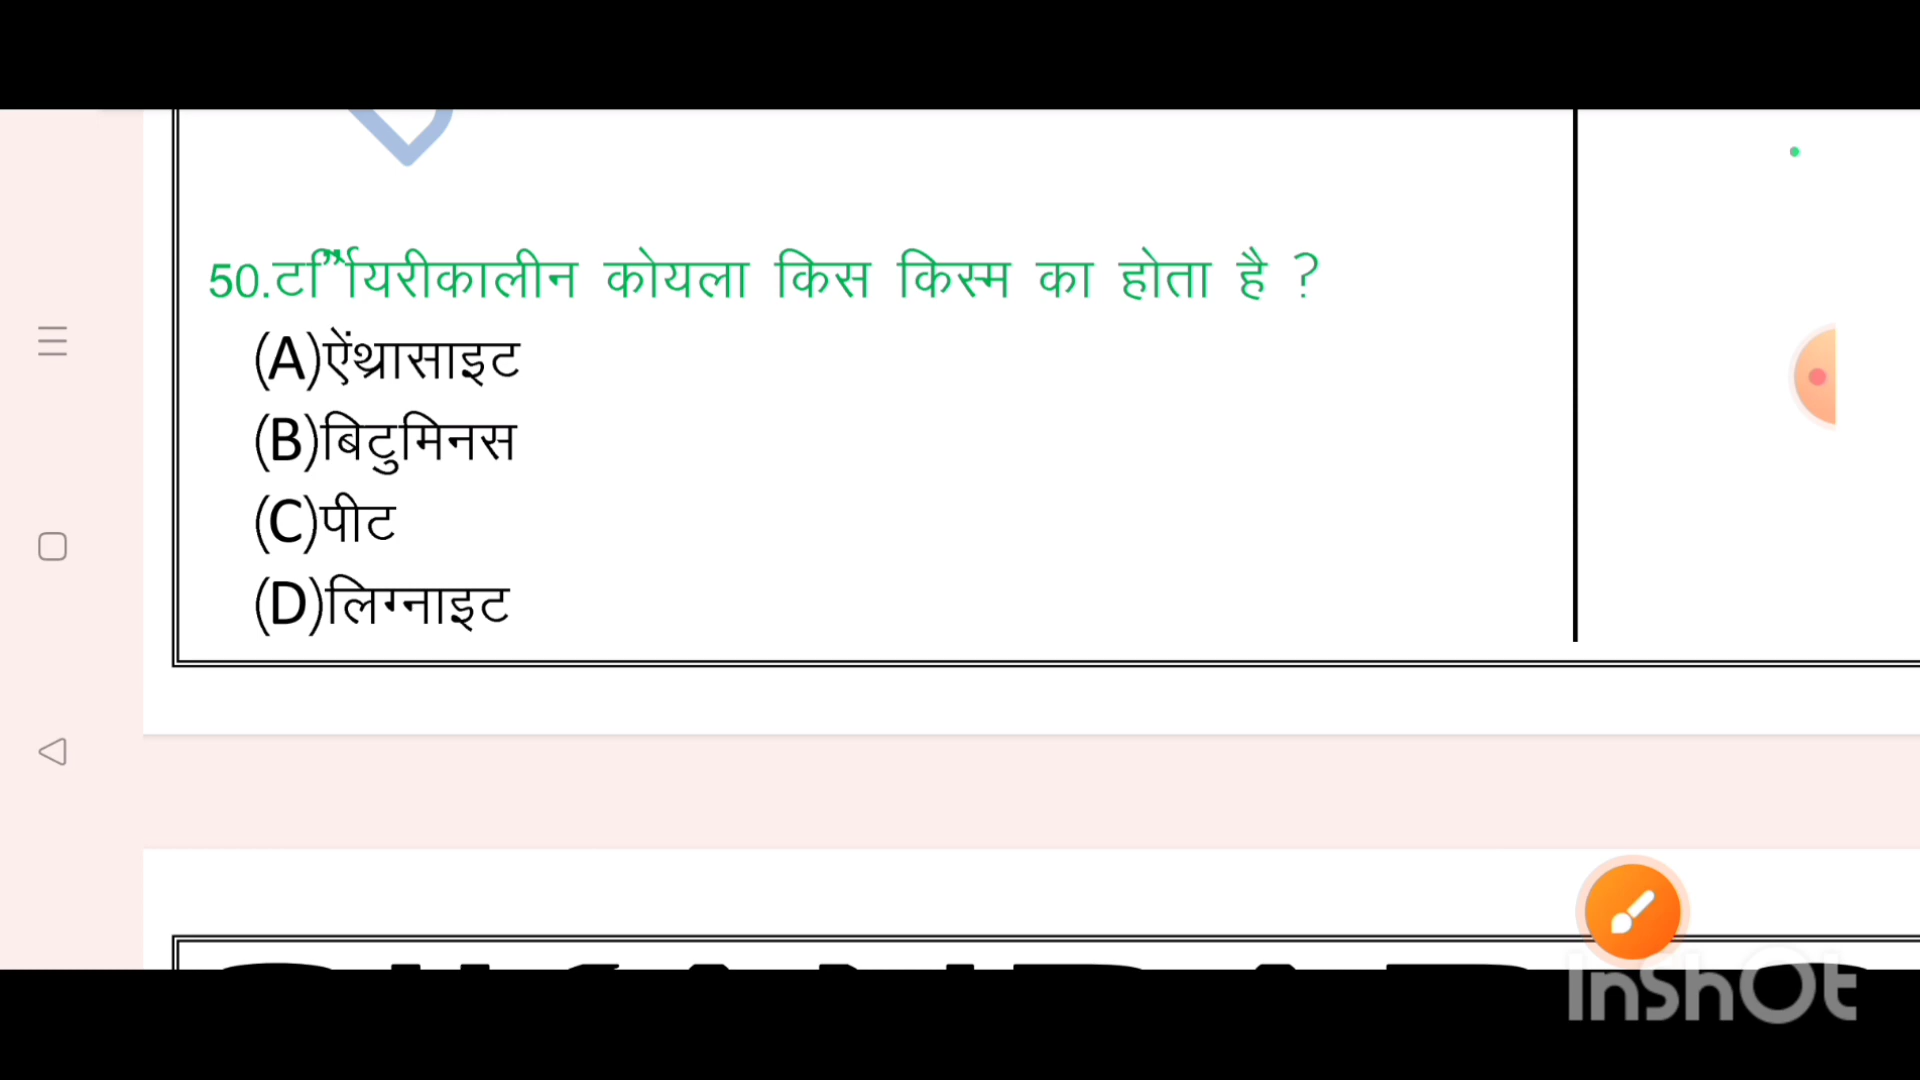 50.टर्शियरीकालीन कोयला किस किस्म का होता है ?
(A)ऐंथ्रासाइट
(B)बिटुमिनस
(C)पीट
(D)लिग्नाइट
InShOt